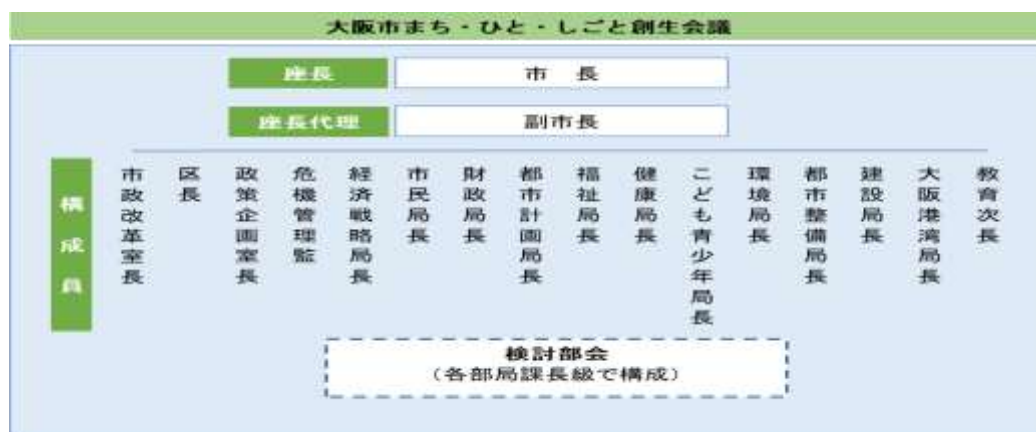 大阪市まち・ひと・しごと創生会議
座長
市　長
座長代理
副市長
構成員
市政改革室長
区長
政策企画室長
危機管理監
経済戦略局長
市民局長
財政局長
都市計画局長
福祉局長
健康局長
こども青少年局長
環境局長
都市整備局長
建設局長
大阪港湾局長
教育次長
検討部会
（各部局課長級で構成）